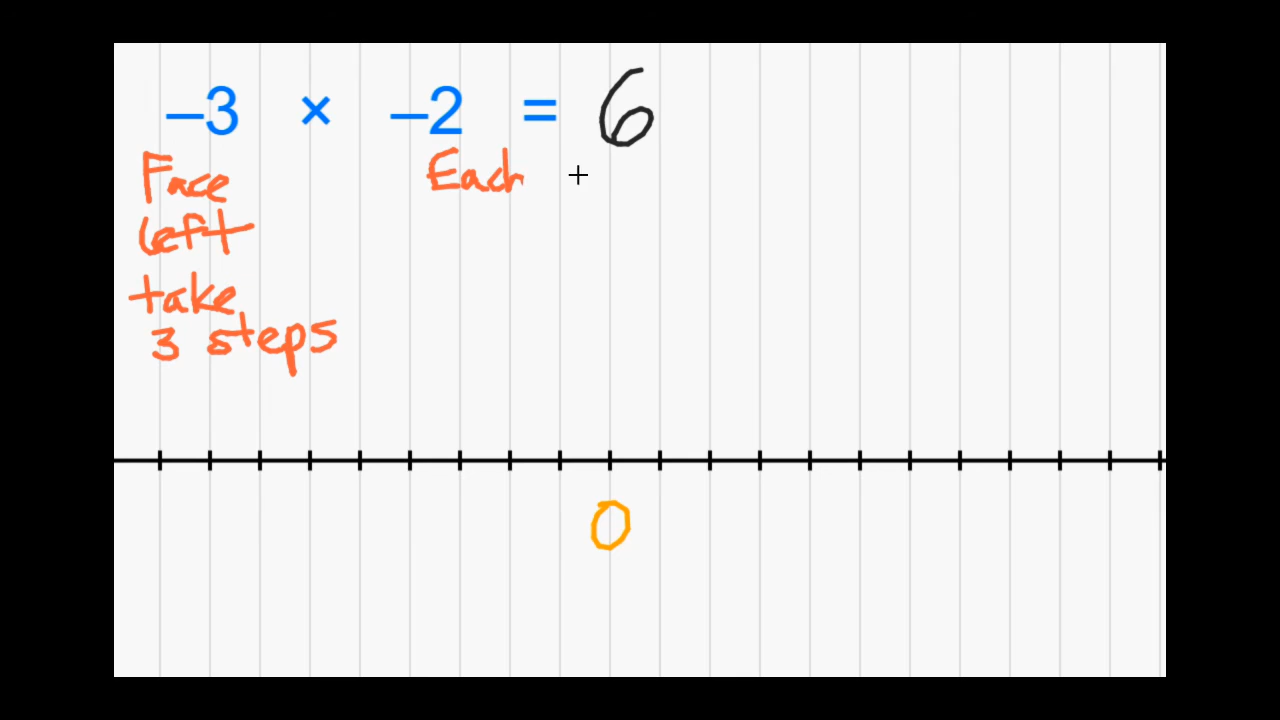 –3 × –2 = 6
Face
left
take
3 steps
Each
0